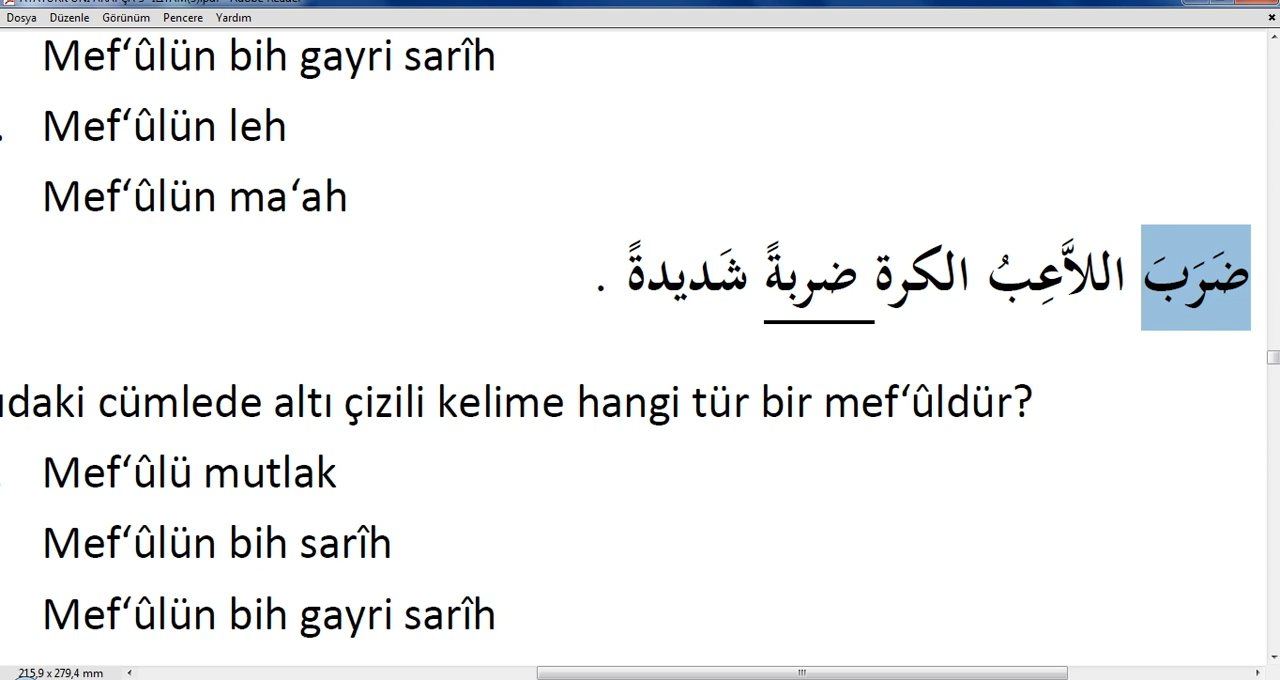 Dosya Düzenle Görünüm Pencere Yardım
Mef‘ûlün bih gayri sarîh
. Mef‘ûlün leh
Mef‘ûlün ma‘ah
ضَرَبَ اللاَّعِبُ الكرة ضربةً شَديدةً .
daki cümlede altı çizili kelime hangi tür bir mef‘ûldür?
Mef‘ûlü mutlak
Mef‘ûlün bih sarîh
Mef‘ûlün bih gayri sarîh
215,9 x 279,4 mm